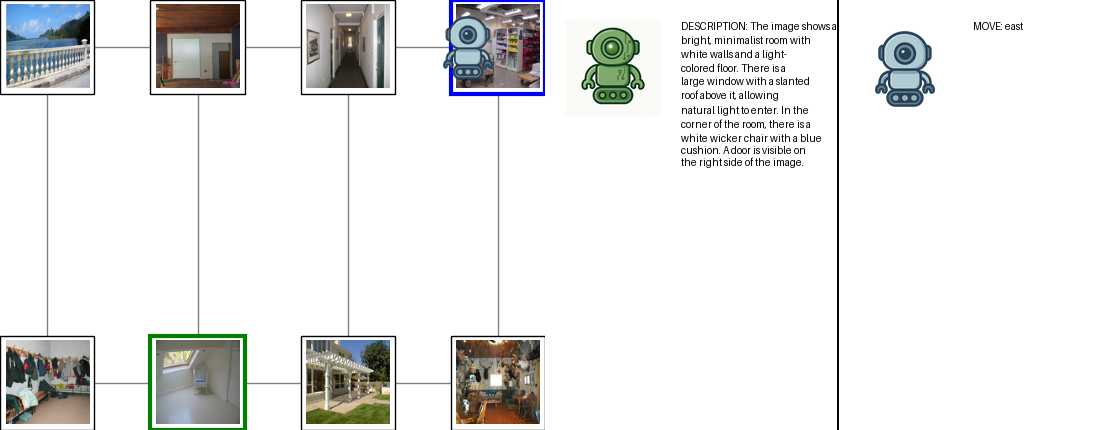 DESCRIPTION: The image shows a
bright, minimalist room with
white walls and a light-
colored floor. There is a
large window with a slanted
roof above it, allowing
natural light to enter. In the
corner of the room, there is a
white wicker chair with a blue
cushion. A door is visible on
the right side of the image.
MOVE: east